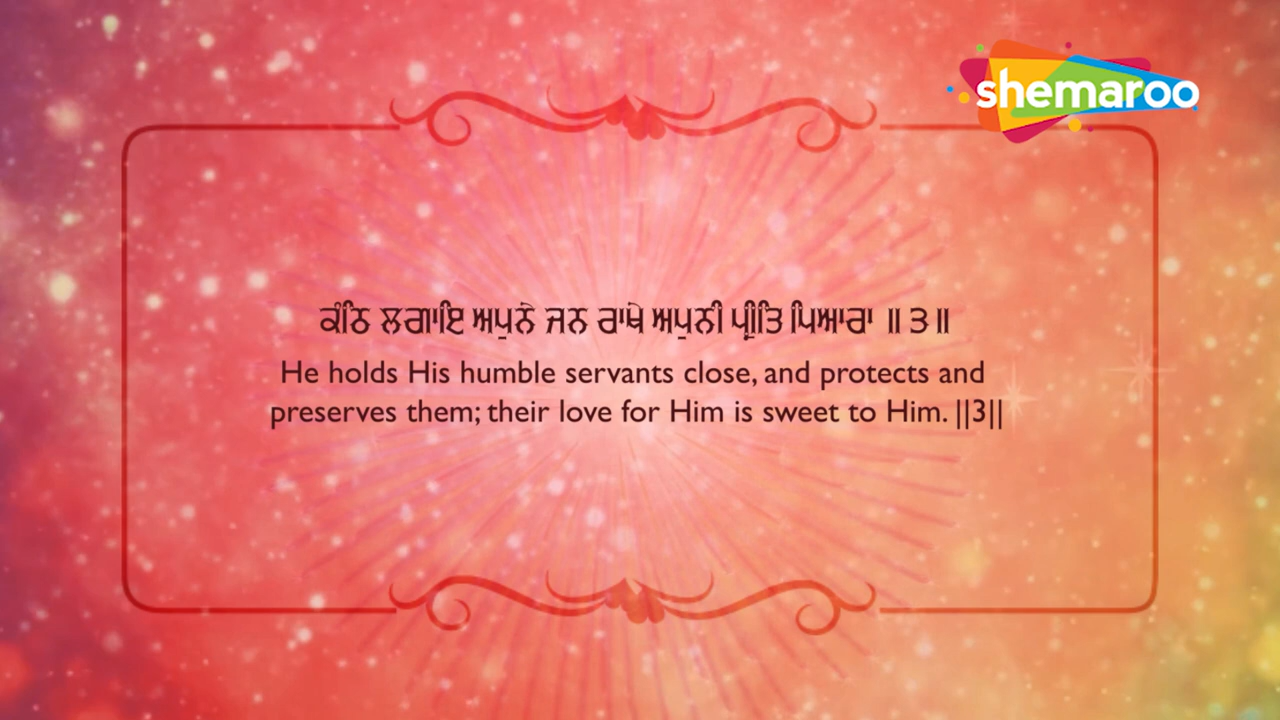 shemaroo
ਕੰਠਿ ਲਗਾਇ ਅਪੁਨੇ ਜਨ ਰਾਖੇ ਅਪੁਨੀ ਪ੍ਰੀਤਿ ਪਿਆਰਾ ॥੩॥
He holds His humble servants close, and protects and
preserves them; their love for Him is sweet to Him. ||3||